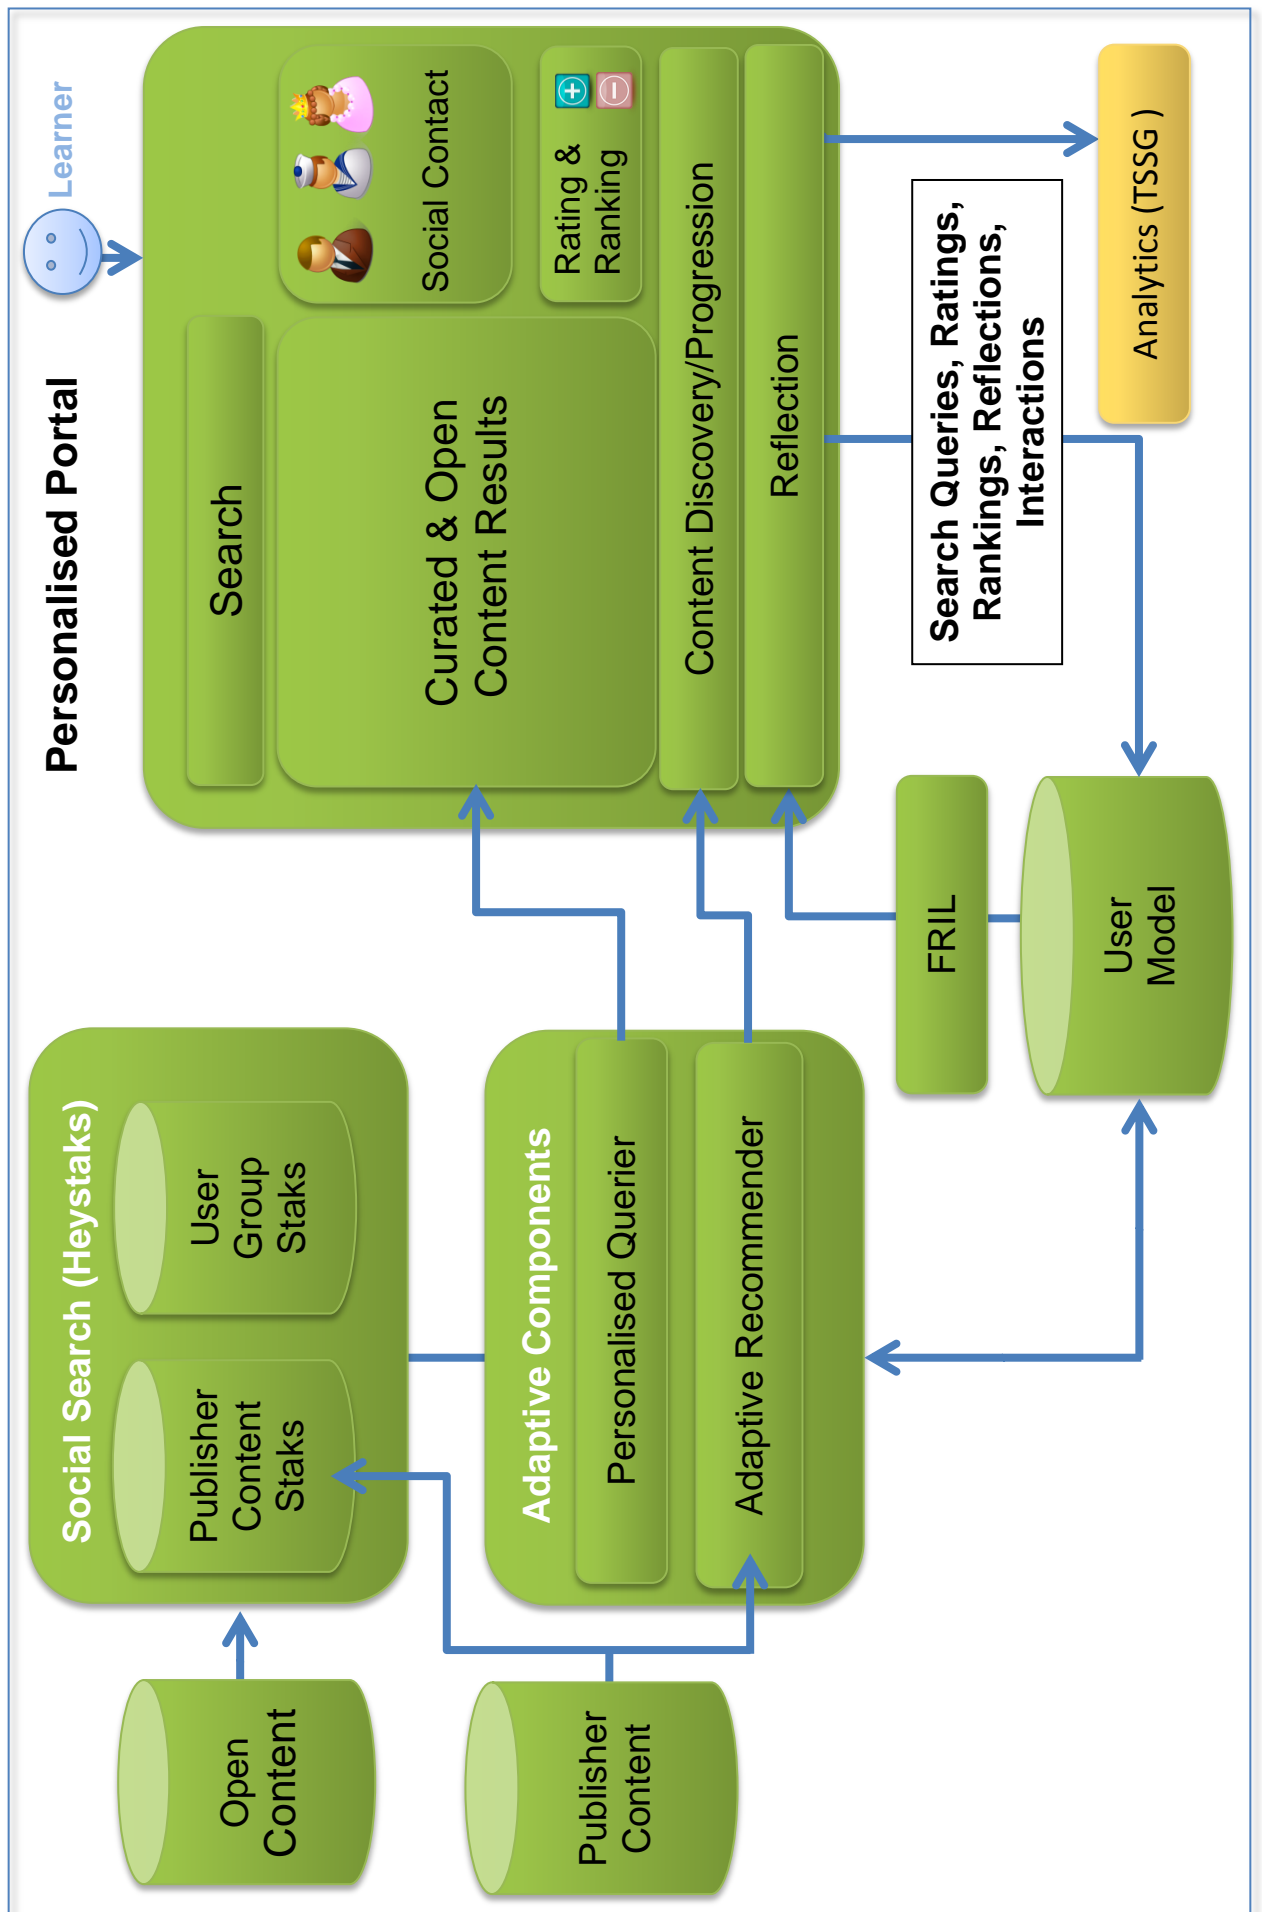 Open
Content
Publisher
Content
Social Search (Heystaks)
Publisher
Content
Staks
User
Group
Staks
Adaptive Components
Personalised Querier
Adaptive Recommender
FRIL
User
Model
Personalised Portal
Learner
Search
Curated & Open
Content Results
Social Contact
Rating &
Ranking
Content Discovery/Progression
Reflection
Search Queries, Ratings,
Rankings, Reflections,
Interactions
Analytics (TSSG )